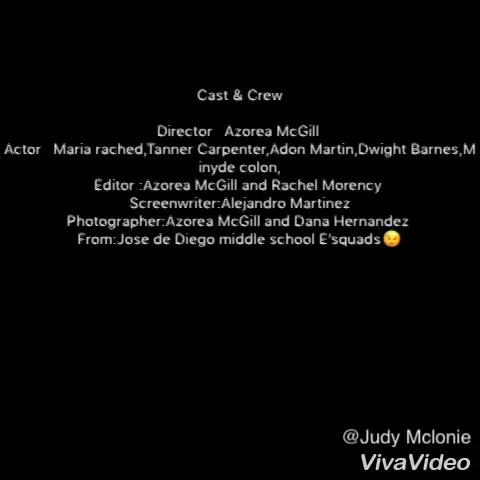 Cast & Crew
Director Azorea McGill
Actor Maria rached,Tanner Carpenter,Adon Martin,Dwight Barnes,M
inyde colon,
Editor :Azorea McGill and Rachel Morency
Screenwriter:Alejandro Martinez
Photographer:Azorea McGill and Dana Hernandez
From:Jose de Diego middle school E'squads😉
@Judy Mclonie
VivaVideo